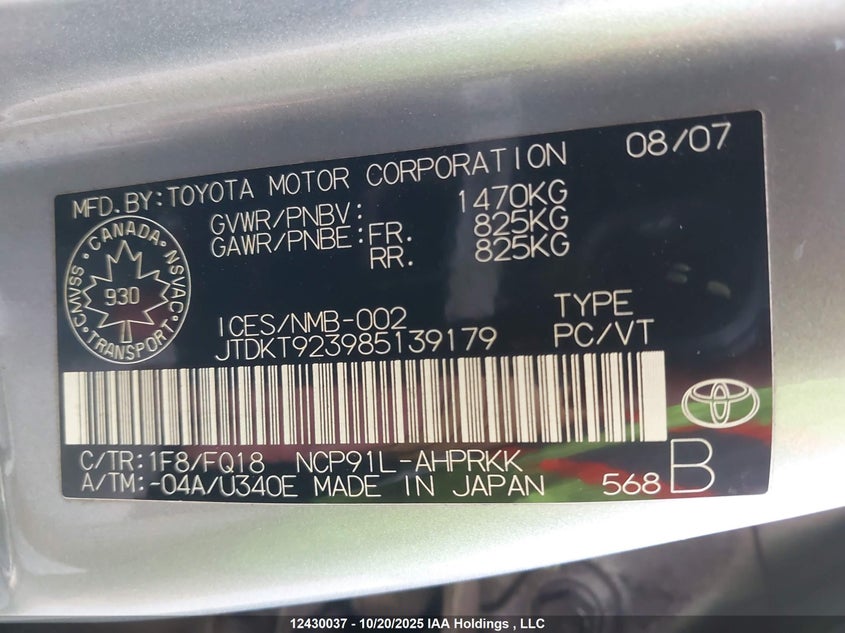 08/07
MFD.BY:TOYOTA MOTOR CORPORATION
GVWR/PNBV: 1470KG
GAWR/PNBE:FR. 825KG
RR. 825KG
CMVSS · CANADA · NSVAC · TRANSPORT
930
ICES/NMB-002 TYPE
JTDKT923985139179 PC/VT
C/TR:1F8/FQ18 NCP91L-AHPRKK
A/TM:-04A/U340E MADE IN JAPAN 568 B
12430037 - 10/20/2025 IAA Holdings , LLC